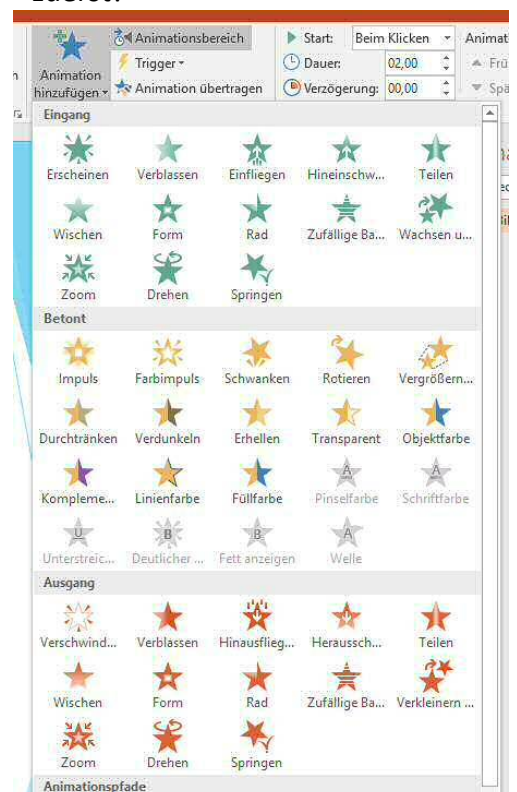 Animationsbereich Start: Beim Klicken Animat
Animation Trigger Dauer: 02,00 Frü
hinzufügen Animation übertragen Verzögerung: 00,00 Spä
Eingang
Erscheinen Verblassen Einfliegen Hineinschw... Teilen
Wischen Form Rad Zufällige Ba... Wachsen u...
Zoom Drehen Springen
Betont
Impuls Farbimpuls Schwanken Rotieren Vergrößern...
Durchtränken Verdunkeln Erhellen Transparent Objektfarbe
Kompleme... Linienfarbe Füllfarbe Pinselfarbe Schriftfarbe
Unterstreic... Deutlicher ... Fett anzeigen Welle
Ausgang
Verschwind... Verblassen Hinausflieg... Heraussch... Teilen
Wischen Form Rad Zufällige Ba... Verkleinern ...
Zoom Drehen Springen
Animationspfade